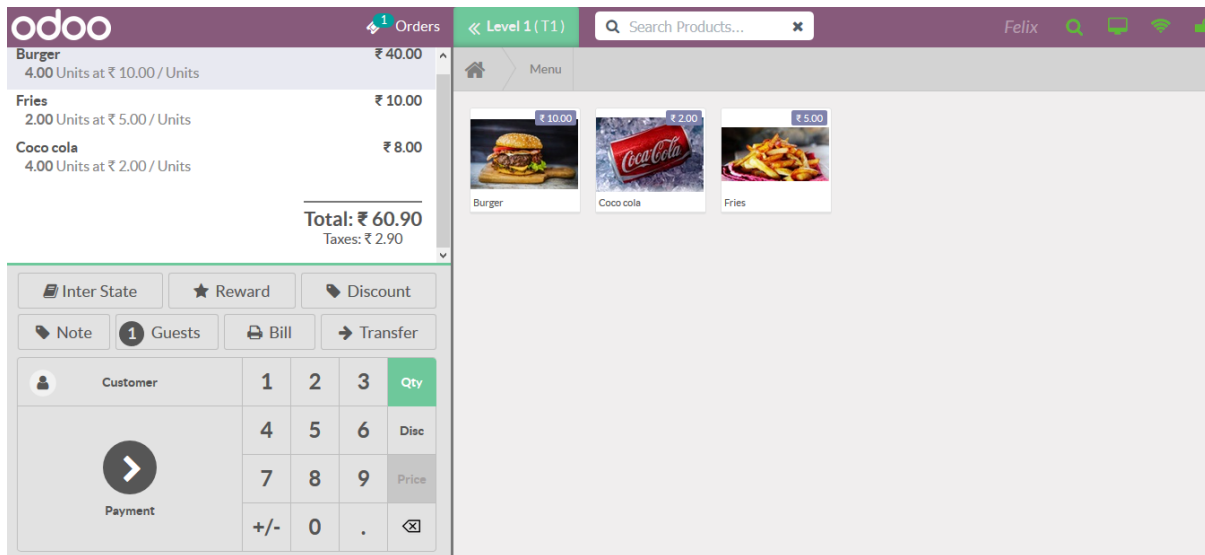 odoo
1 Orders
Level 1 ( T1 )
Search Products...
Felix
Burger ₹ 40.00
4.00 Units at ₹ 10.00 / Units
Fries ₹ 10.00
2.00 Units at ₹ 5.00 / Units
Coco cola ₹ 8.00
4.00 Units at ₹ 2.00 / Units
Total: ₹ 60.90
Taxes: ₹ 2.90
Inter State Reward Discount
Note 1 Guests Bill Transfer
Customer 1 2 3 Qty
4 5 6 Disc
7 8 9 Price
Payment
+/- 0 .
Menu
₹ 10.00 ₹ 2.00 ₹ 5.00
Coca-Cola
Burger Coco cola Fries